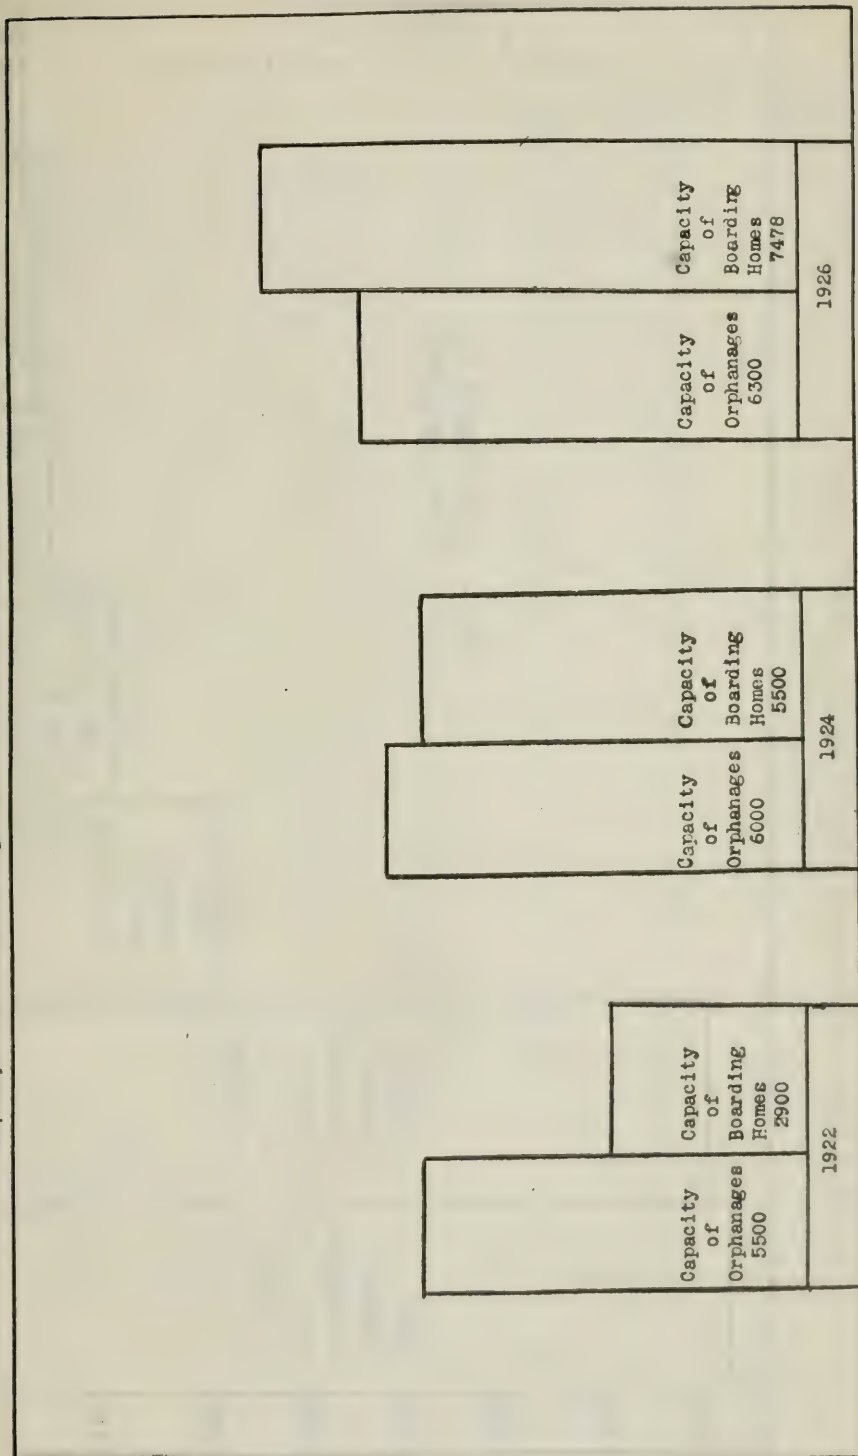 Capacity
of
Orphanages
5500
Capacity
of
Boarding
Homes
2900
1922
Capacity
of
Orphanages
6000
Capacity
of
Boarding
Homes
5500
1924
Capacity
of
Orphanages
6300
Capacity
of
Boarding
Homes
7478
1926